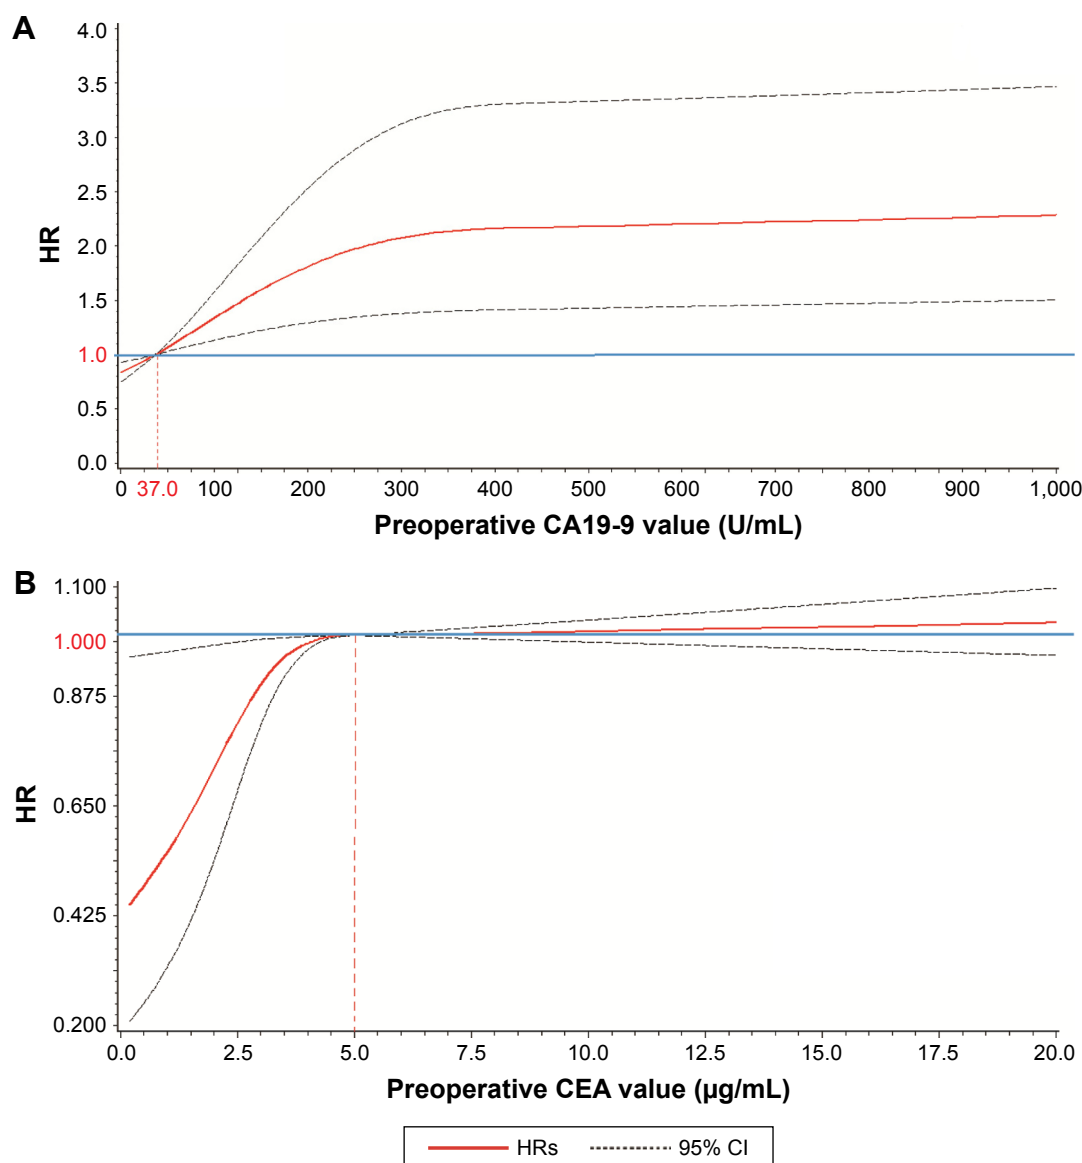 A
4.0
3.5
3.0
2.5
2.0
1.5
1.0
0.5
0.0
HR
0 37.0 100 200 300 400 500 600 700 800 900 1,000
Preoperative CA19-9 value (U/mL)
B
1.100
1.000
0.875
0.650
0.425
0.200
HR
0.0 2.5 5.0 7.5 10.0 12.5 15.0 17.5 20.0
Preoperative CEA value (µg/mL)
HRs 95% CI